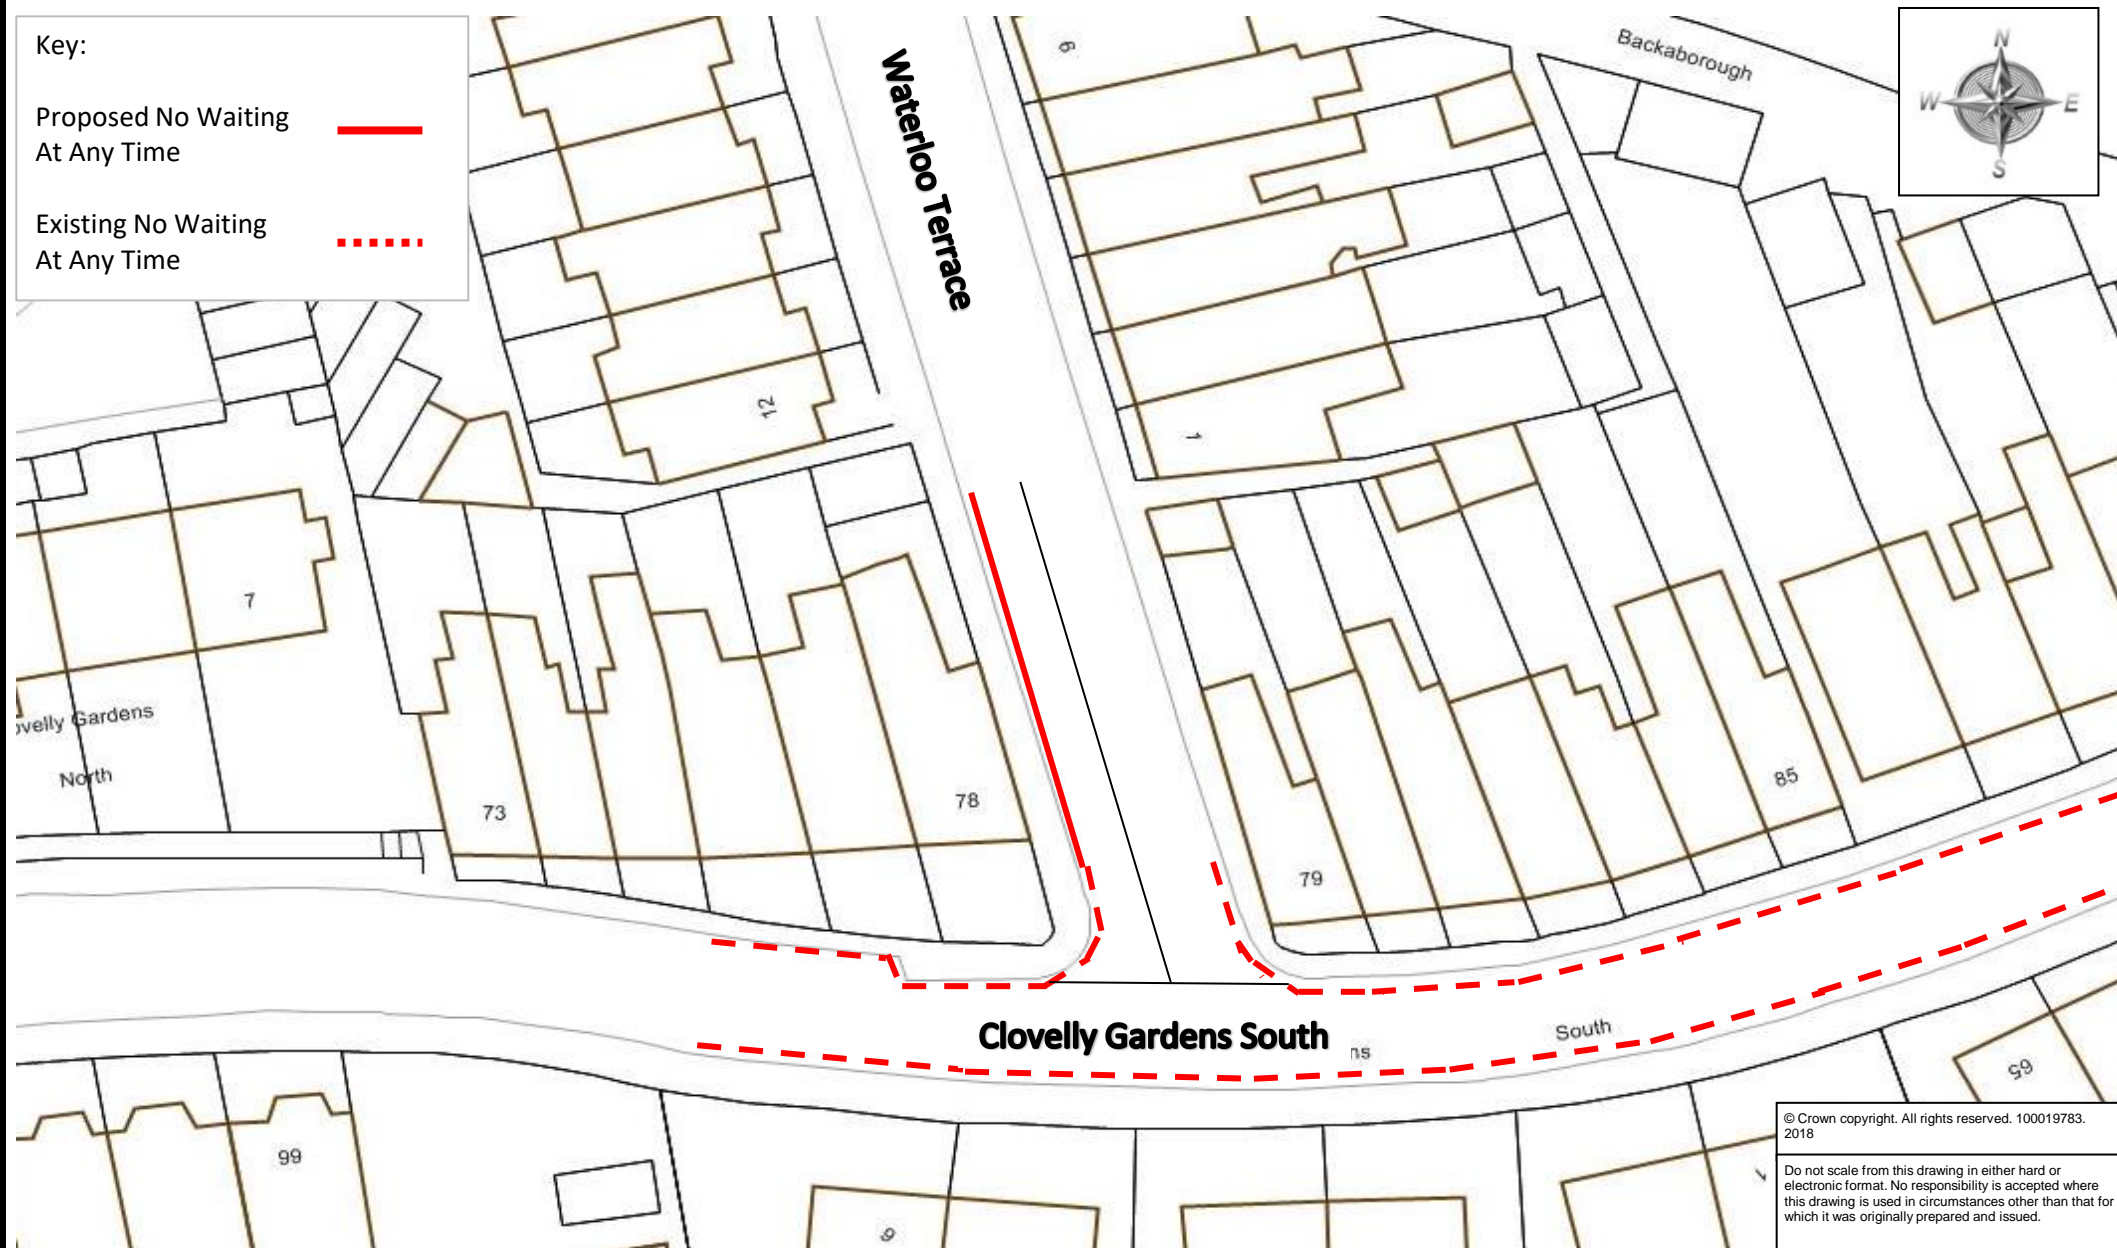 Key:
Proposed No Waiting
At Any Time
Existing No Waiting
At Any Time
Waterloo Terrace
Backaborough
N
W
E
S
9
12
1
7
ovelly Gardens
North
73
78
79
85
Clovelly Gardens South
ns
South
99
9
65
1
© Crown copyright. All rights reserved. 100019783.
2018
Do not scale from this drawing in either hard or
electronic format. No responsibility is accepted where
this drawing is used in circumstances other than that for
which it was originally prepared and issued.